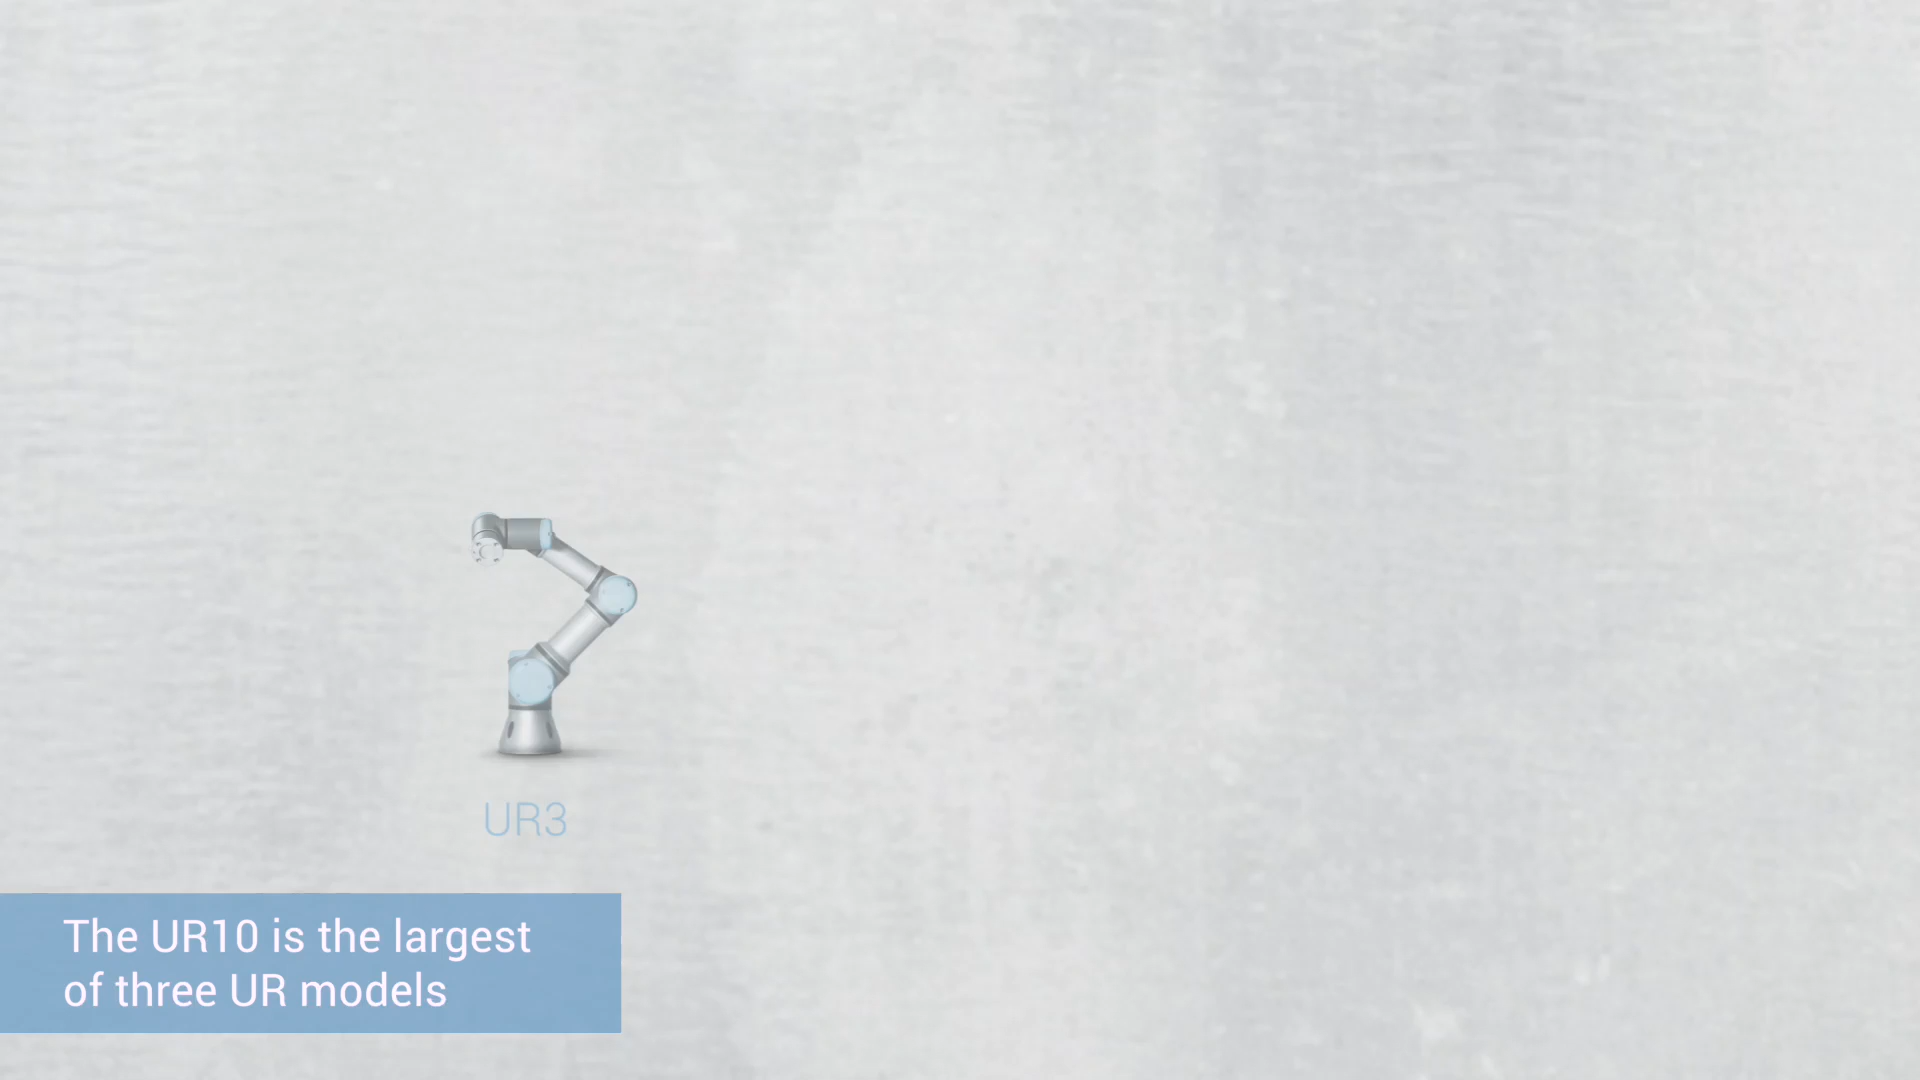 UR3
The UR10 is the largest
of three UR models